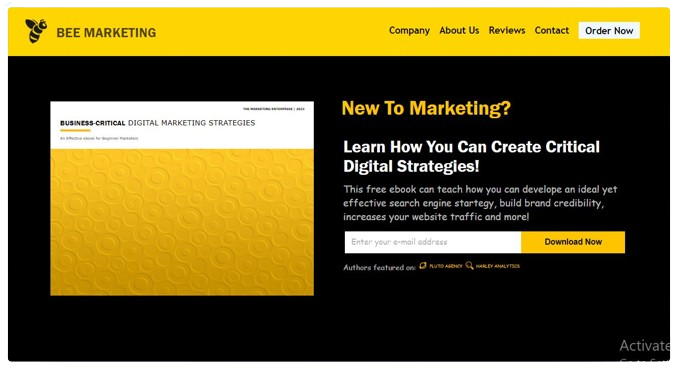 BEE MARKETING
Company About Us Reviews Contact Order Now
THE MARKETING ENTERPRISE | 2023
BUSINESS-CRITICAL DIGITAL MARKETING STRATEGIES
An Effective ebook for Beginner Marketers
New To Marketing?
Learn How You Can Create Critical
Digital Strategies!
This free ebook can teach how you can develope an ideal yet
effective search engine startegy, build brand credibility,
increases your website traffic and more!
Enter your e-mail address Download Now
Authors featured on: PLUTO AGENCY HARLEY ANALYTICS
Activate